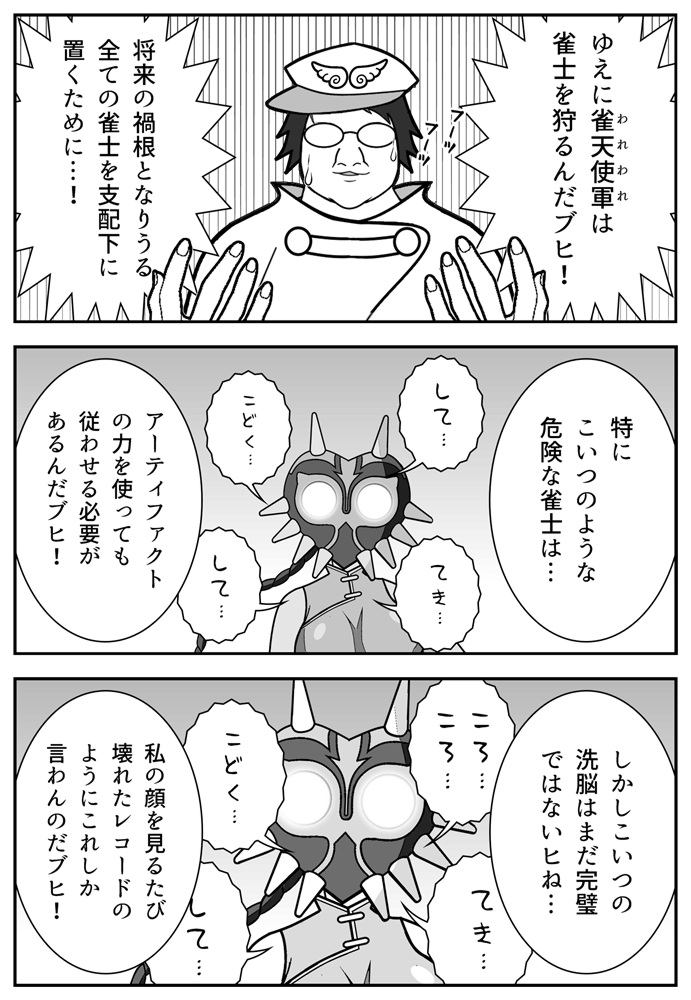 ゆえに雀天使軍は
われわれ
雀士を狩るんだブヒ！
フッ
フッ
将来の禍根となりうる
全ての雀士を支配下に
置くために…！
特に
こいつのような
危険な雀士は…
して…
こどく…
てき…
して…
アーティファクト
の力を使っても
従わせる必要が
あるんだブヒ！
しかしこいつの
洗脳はまだ完璧
ではないヒね…
ころ…
ころ…
こどく…
てき…
して…
私の顔を見るたび
壊れたレコードの
ようにこれしか
言わんのだブヒ！